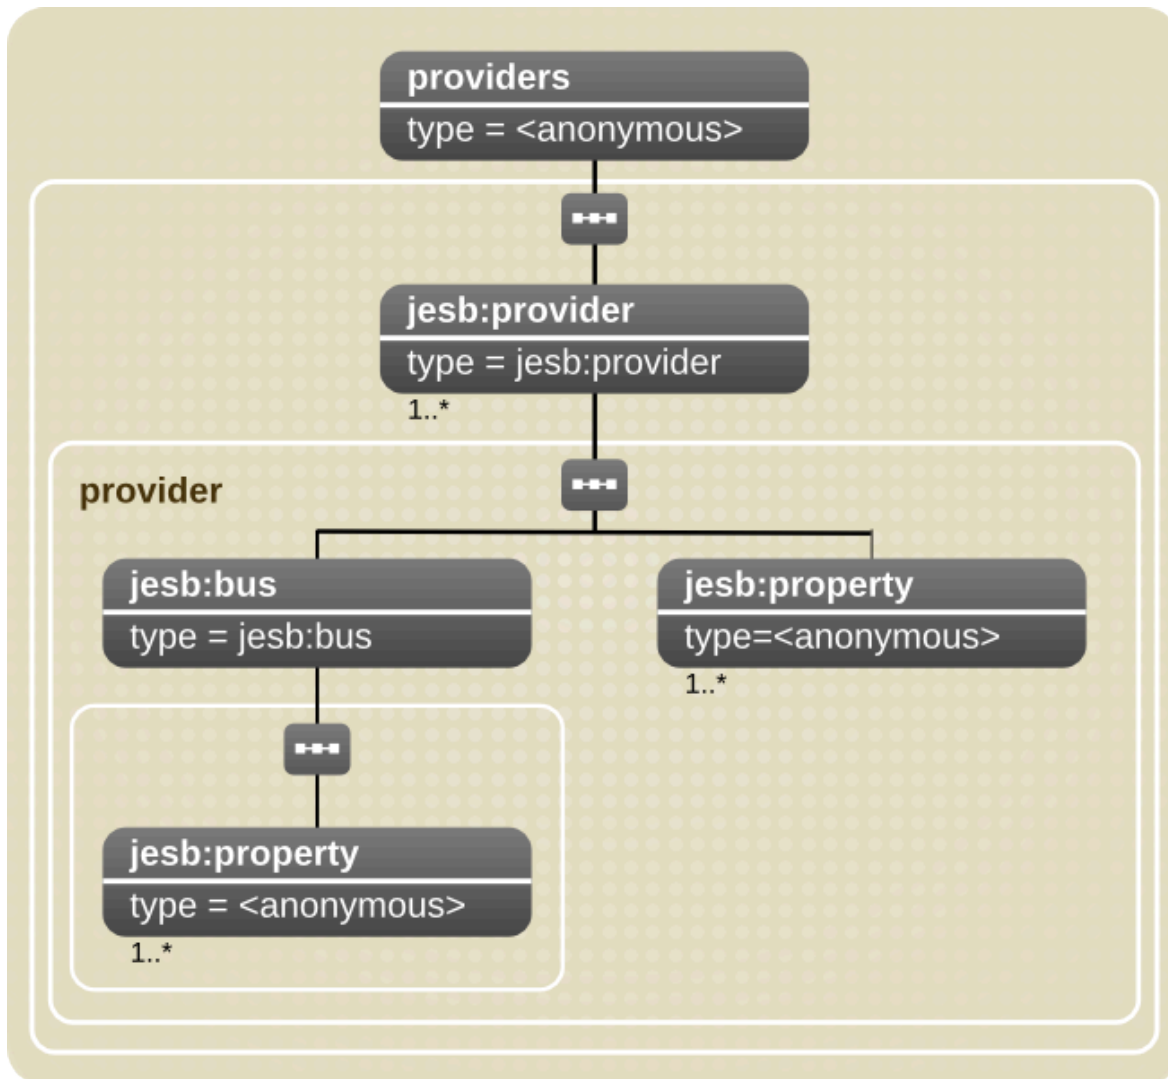 providers
type = <anonymous>
jesb:provider
type = jesb:provider
1..*
provider
jesb:bus
type = jesb:bus
jesb:property
type=<anonymous>
1..*
jesb:property
type = <anonymous>
1..*